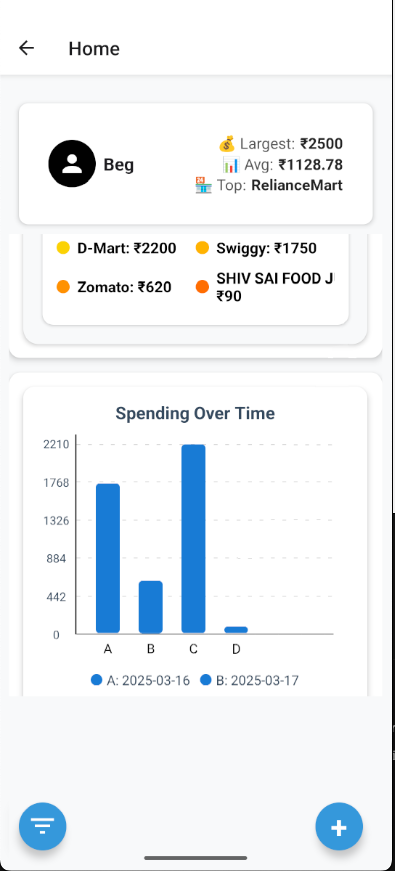 Home
Beg
Largest: ₹2500
Avg: ₹1128.78
Top: RelianceMart
D-Mart: ₹2200
Swiggy: ₹1750
Zomato: ₹620
SHIV SAI FOOD J
₹90
Spending Over Time
2210
1768
1326
884
442
0
A B C D
A: 2025-03-16 B: 2025-03-17